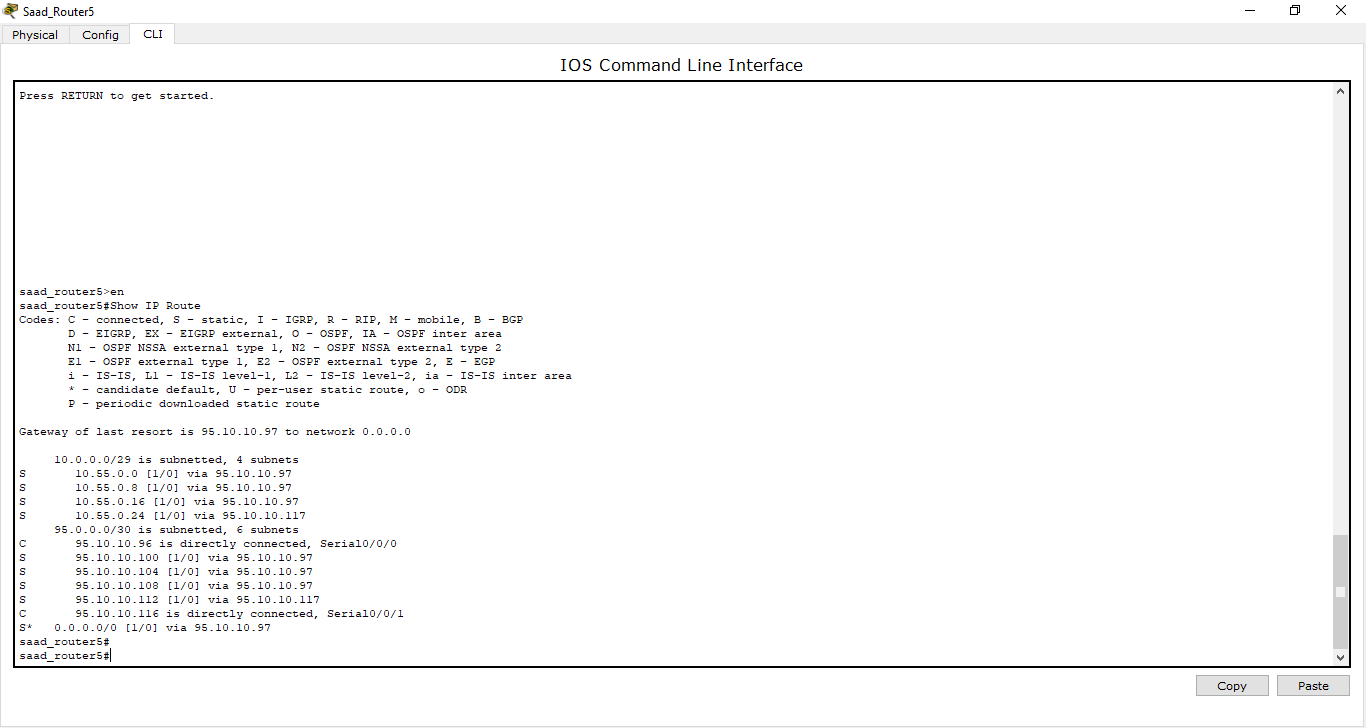 Saad_Router5
Physical Config CLI
IOS Command Line Interface
Press RETURN to get started.
saad_router5>en
saad_router5#Show IP Route
Codes: C - connected, S - static, I - IGRP, R - RIP, M - mobile, B - BGP
D - EIGRP, EX - EIGRP external, O - OSPF, IA - OSPF inter area
N1 - OSPF NSSA external type 1, N2 - OSPF NSSA external type 2
E1 - OSPF external type 1, E2 - OSPF external type 2, E - EGP
i - IS-IS, L1 - IS-IS level-1, L2 - IS-IS level-2, ia - IS-IS inter area
* - candidate default, U - per-user static route, o - ODR
P - periodic downloaded static route
Gateway of last resort is 95.10.10.97 to network 0.0.0.0
10.0.0.0/29 is subnetted, 4 subnets
S 10.55.0.0 [1/0] via 95.10.10.97
S 10.55.0.8 [1/0] via 95.10.10.97
S 10.55.0.16 [1/0] via 95.10.10.97
S 10.55.0.24 [1/0] via 95.10.10.117
95.0.0.0/30 is subnetted, 6 subnets
C 95.10.10.96 is directly connected, Serial0/0/0
S 95.10.10.100 [1/0] via 95.10.10.97
S 95.10.10.104 [1/0] via 95.10.10.97
S 95.10.10.108 [1/0] via 95.10.10.97
S 95.10.10.112 [1/0] via 95.10.10.117
C 95.10.10.116 is directly connected, Serial0/0/1
S* 0.0.0.0/0 [1/0] via 95.10.10.97
saad_router5#
saad_router5#
Copy Paste